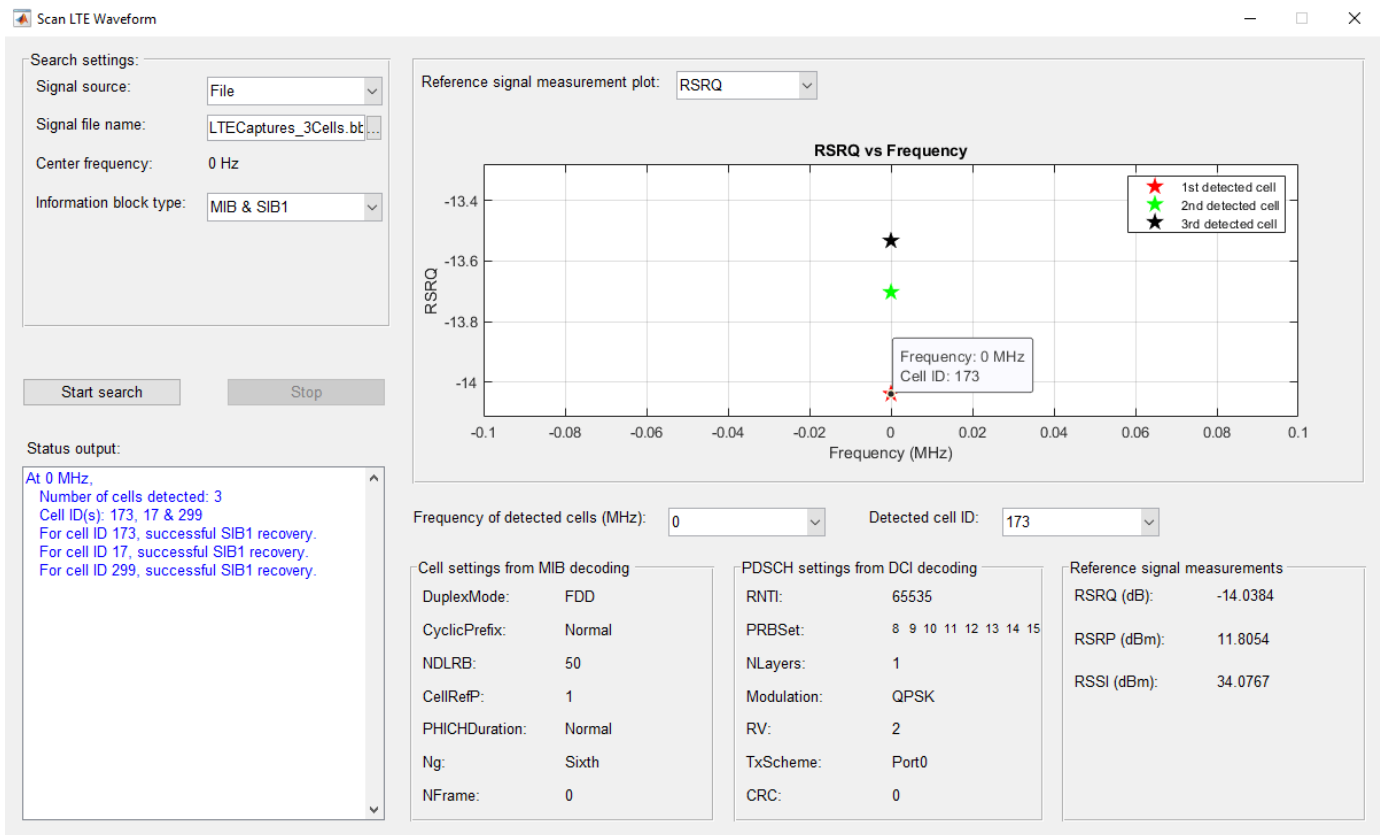 Scan LTE Waveform
Search settings:
Signal source:
File
Signal file name:
LTECaptures_3Cells.bb
...
Center frequency:
0 Hz
Information block type:
MIB & SIB1
Start search
Stop
Status output:
At 0 MHz,
Number of cells detected: 3
Cell ID(s): 173, 17 & 299
For cell ID 173, successful SIB1 recovery.
For cell ID 17, successful SIB1 recovery.
For cell ID 299, successful SIB1 recovery.
Reference signal measurement plot:
RSRQ
RSRQ vs Frequency
1st detected cell
2nd detected cell
3rd detected cell
-13.4
-13.6
-13.8
-14
RSRQ
Frequency: 0 MHz
Cell ID: 173
-0.1
-0.08
-0.06
-0.04
-0.02
0
0.02
0.04
0.06
0.08
0.1
Frequency (MHz)
Frequency of detected cells (MHz):
0
Detected cell ID:
173
Cell settings from MIB decoding
DuplexMode: FDD
CyclicPrefix: Normal
NDLRB: 50
CellRefP: 1
PHICHDuration: Normal
Ng: Sixth
NFrame: 0
PDSCH settings from DCI decoding
RNTI: 65535
PRBSet: 8 9 10 11 12 13 14 15
NLayers: 1
Modulation: QPSK
RV: 2
TxScheme: Port0
CRC: 0
Reference signal measurements
RSRQ (dB): -14.0384
RSRP (dBm): 11.8054
RSSI (dBm): 34.0767